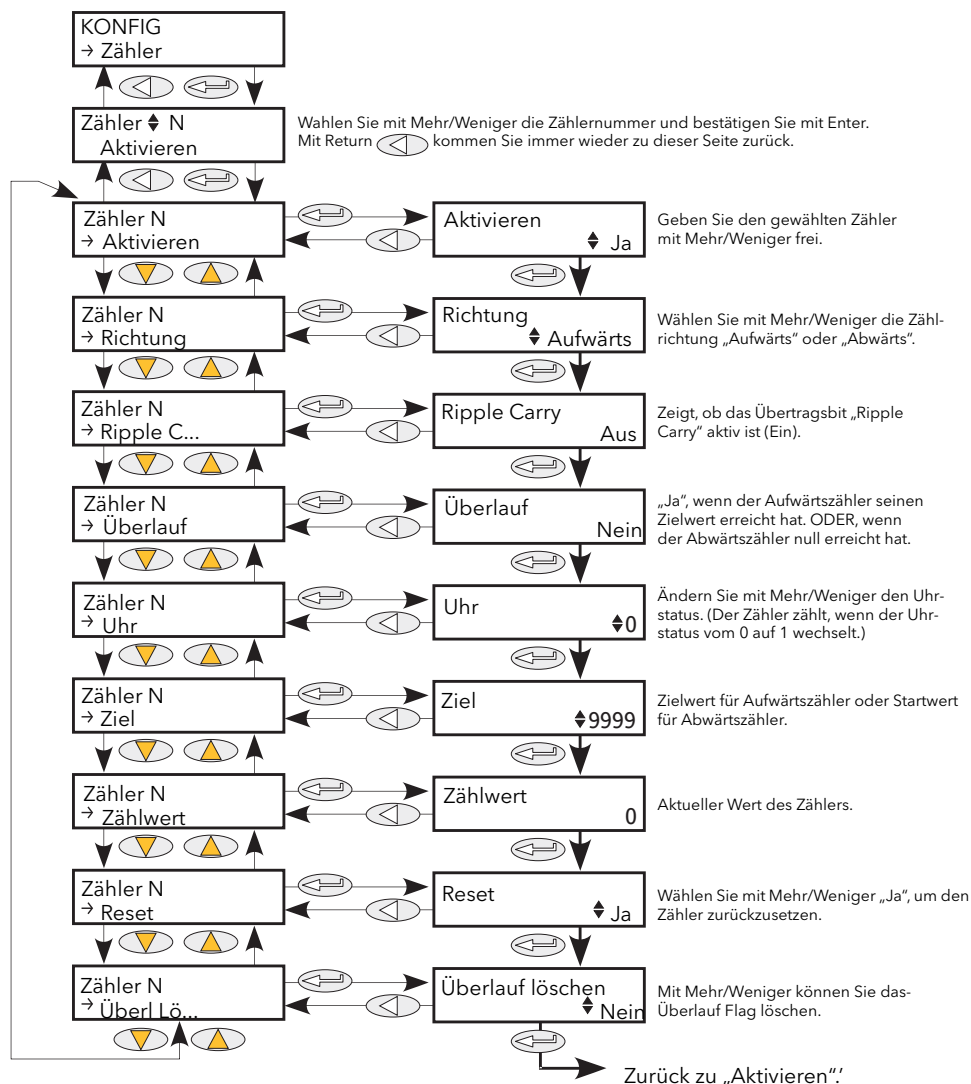 KONFIG
→ Zähler
Zähler ♦ N
Aktivieren
Wahlen Sie mit Mehr/Weniger die Zählernummer und bestätigen Sie mit Enter.
Mit Return kommen Sie immer wieder zu dieser Seite zurück.
Zähler N
→ Aktivieren
Aktivieren
♦ Ja
Geben Sie den gewählten Zähler
mit Mehr/Weniger frei.
Zähler N
→ Richtung
Richtung
♦ Aufwärts
Wählen Sie mit Mehr/Weniger die Zähl-
richtung „Aufwärts“ oder „Abwärts“.
Zähler N
→ Ripple C...
Ripple Carry
Aus
Zeigt, ob das Übertragsbit „Ripple
Carry“ aktiv ist (Ein).
Zähler N
→ Überlauf
Überlauf
Nein
„Ja“, wenn der Aufwärtszähler seinen
Zielwert erreicht hat. ODER, wenn
der Abwärtszähler null erreicht hat.
Zähler N
→ Uhr
Uhr
♦0
Ändern Sie mit Mehr/Weniger den Uhr-
status. (Der Zähler zählt, wenn der Uhr-
status vom 0 auf 1 wechselt.)
Zähler N
→ Ziel
Ziel
♦9999
Zielwert für Aufwärtszähler oder Startwert
für Abwärtszähler.
Zähler N
→ Zählwert
Zählwert
0
Aktueller Wert des Zählers.
Zähler N
→ Reset
Reset
♦ Ja
Wählen Sie mit Mehr/Weniger „Ja“, um den
Zähler zurückzusetzen.
Zähler N
→ Überl Lö...
Überlauf löschen
♦ Nein
Mit Mehr/Weniger können Sie das-
Überlauf Flag löschen.
Zurück zu „Aktivieren“.'